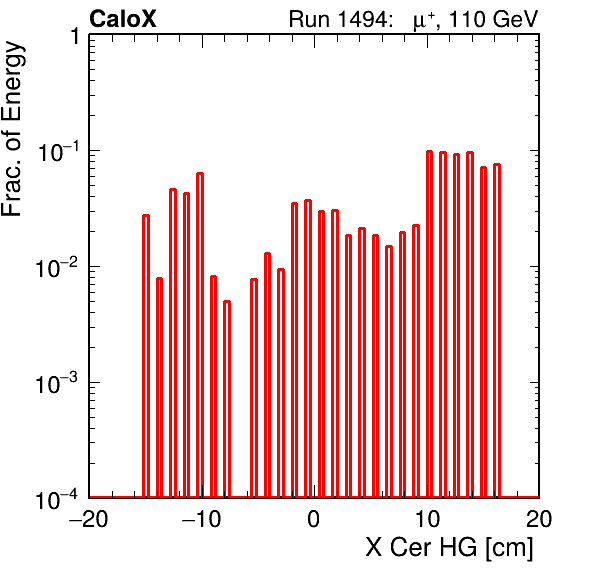 CaloX Run 1494: μ⁺, 110 GeV
Frac. of Energy
1
10⁻¹
10⁻²
10⁻³
10⁻⁴
−20 −10 0 10 20
X Cer HG [cm]